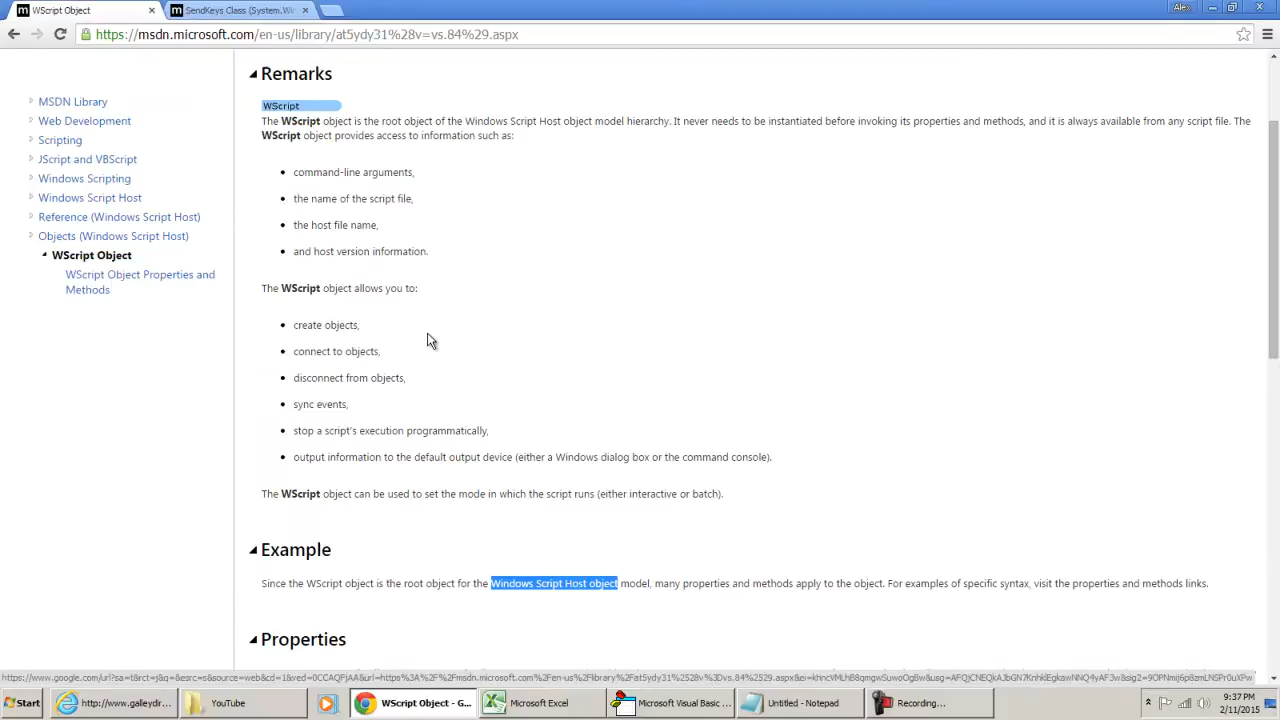 WScript Object
SendKeys Class (System.Wi
Alex
https://msdn.microsoft.com/en-us/library/at5ydy31%28v=vs.84%29.aspx
MSDN Library
Web Development
Scripting
JScript and VBScript
Windows Scripting
Windows Script Host
Reference (Windows Script Host)
Objects (Windows Script Host)
WScript Object
WScript Object Properties and
Methods
Remarks
WScript
The WScript object is the root object of the Windows Script Host object model hierarchy. It never needs to be instantiated before invoking its properties and methods, and it is always available from any script file. The
WScript object provides access to information such as:
command-line arguments,
the name of the script file,
the host file name,
and host version information.
The WScript object allows you to:
create objects,
connect to objects,
disconnect from objects,
sync events,
stop a script's execution programmatically,
output information to the default output device (either a Windows dialog box or the command console).
The WScript object can be used to set the mode in which the script runs (either interactive or batch).
Example
Since the WScript object is the root object for the Windows Script Host object model, many properties and methods apply to the object. For examples of specific syntax, visit the properties and methods links.
Properties
Start
http://www.galleydr...
YouTube
WScript Object - G...
Microsoft Excel
Microsoft Visual Basic ...
Untitled - Notepad
Recording...
9:37 PM
2/11/2015